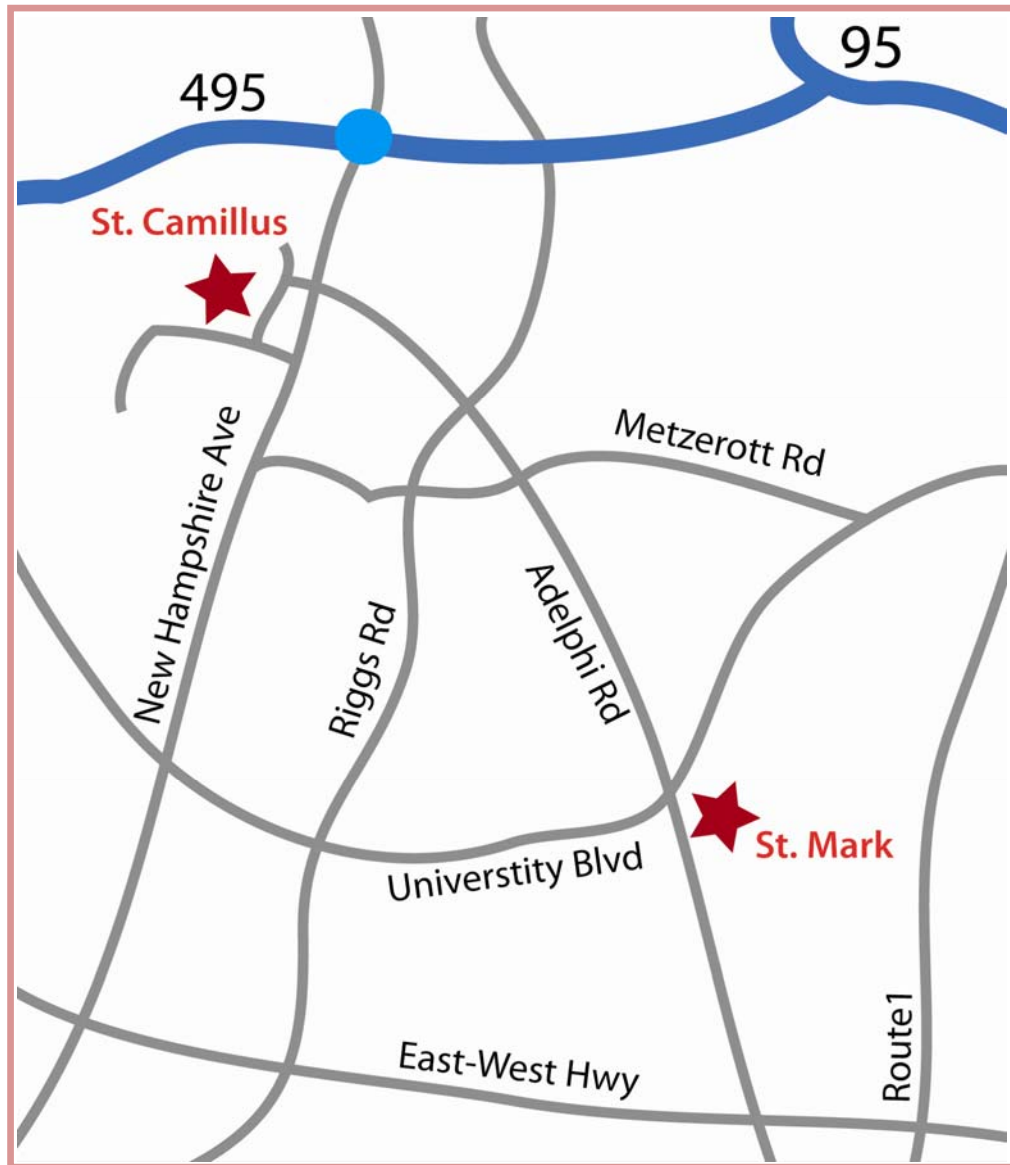 95
495
St. Camillus
Metzerott Rd
New Hampshire Ave
Adelphi Rd
Riggs Rd
St. Mark
Universtity Blvd
Route1
East-West Hwy